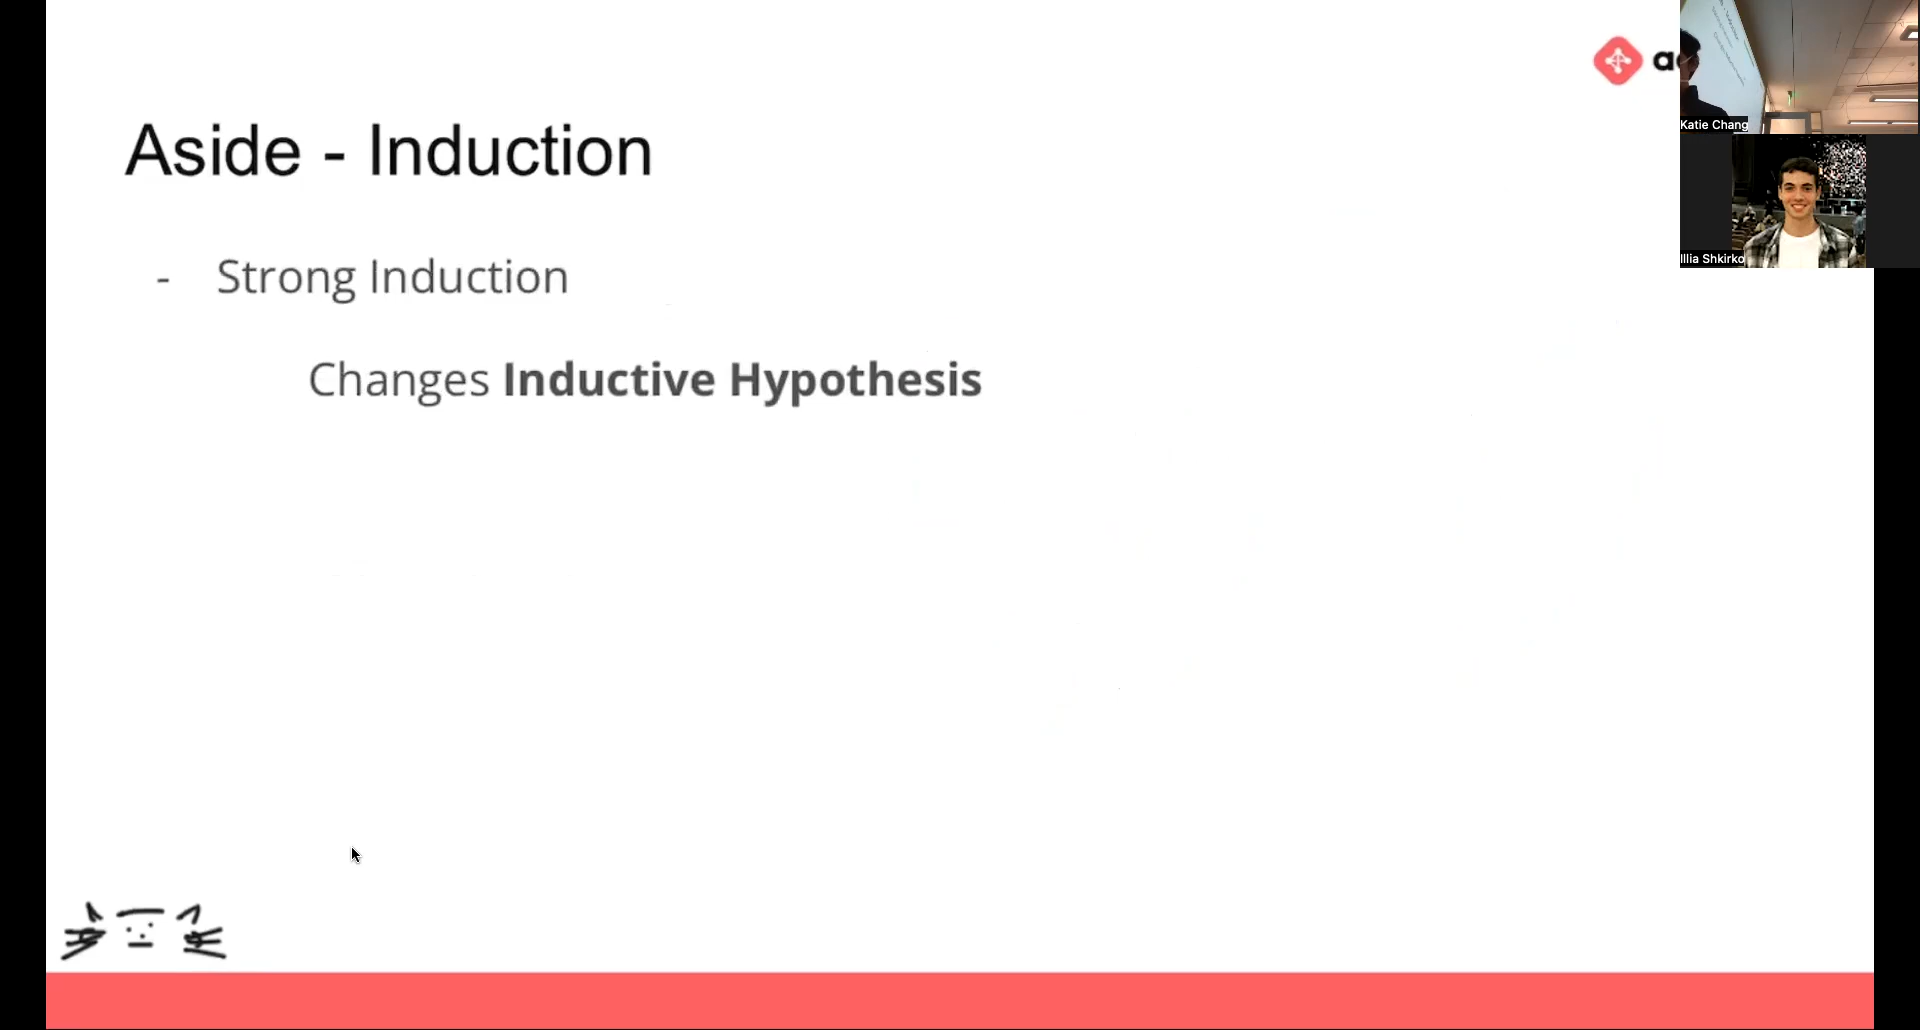 Aside - Induction
- Strong Induction
Changes Inductive Hypothesis
Katie Chang
Illia Shkirko